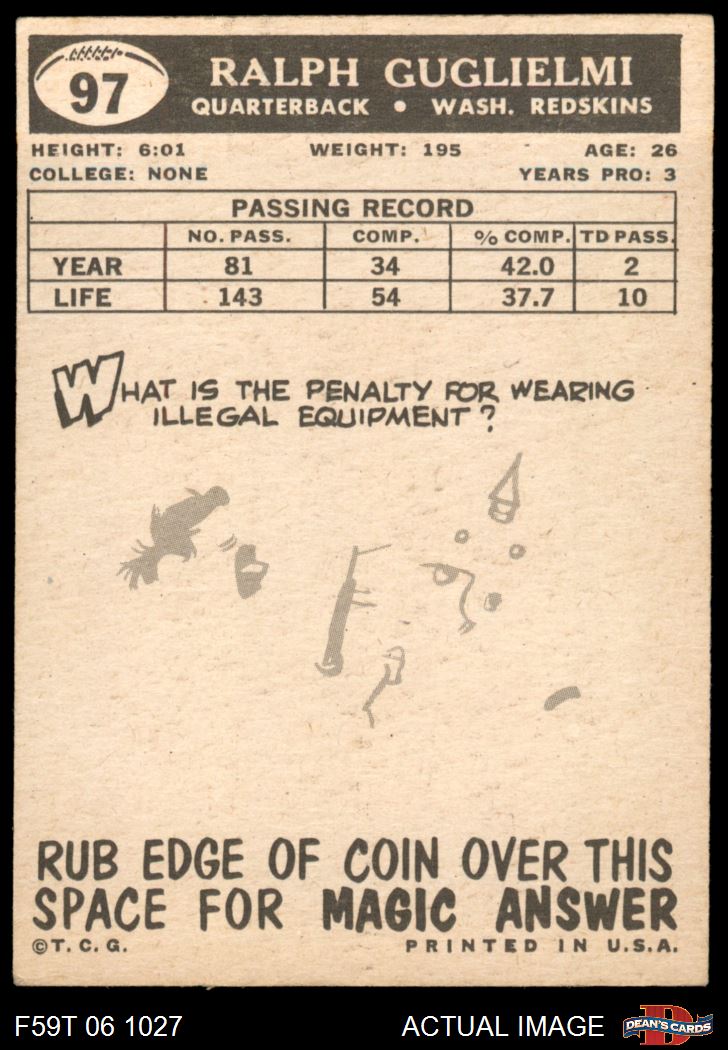 97
RALPH GUGLIELMI
QUARTERBACK • WASH. REDSKINS
HEIGHT: 6:01 WEIGHT: 195 AGE: 26
COLLEGE: NONE YEARS PRO: 3
PASSING RECORD
NO. PASS. COMP. % COMP. TD PASS.
YEAR 81 34 42.0 2
LIFE 143 54 37.7 10
WHAT IS THE PENALTY FOR WEARING
ILLEGAL EQUIPMENT?
RUB EDGE OF COIN OVER THIS
SPACE FOR MAGIC ANSWER
©T. C. G. PRINTED IN U.S.A.
F59T 06 1027 ACTUAL IMAGE D DEAN'S CARDS